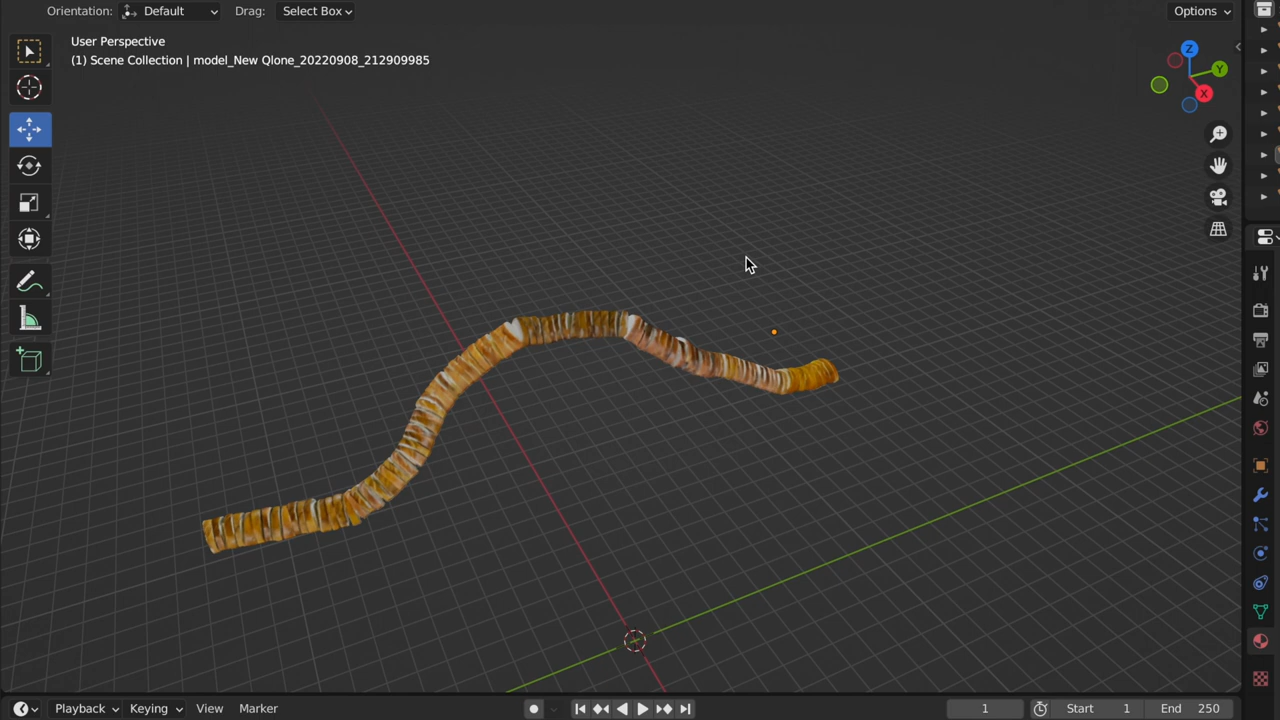 Orientation: Default Drag: Select Box Options
User Perspective
(1) Scene Collection | model_New Qlone_20220908_212909985
Z
Y
X
Playback Keying View Marker 1 Start 1 End 250